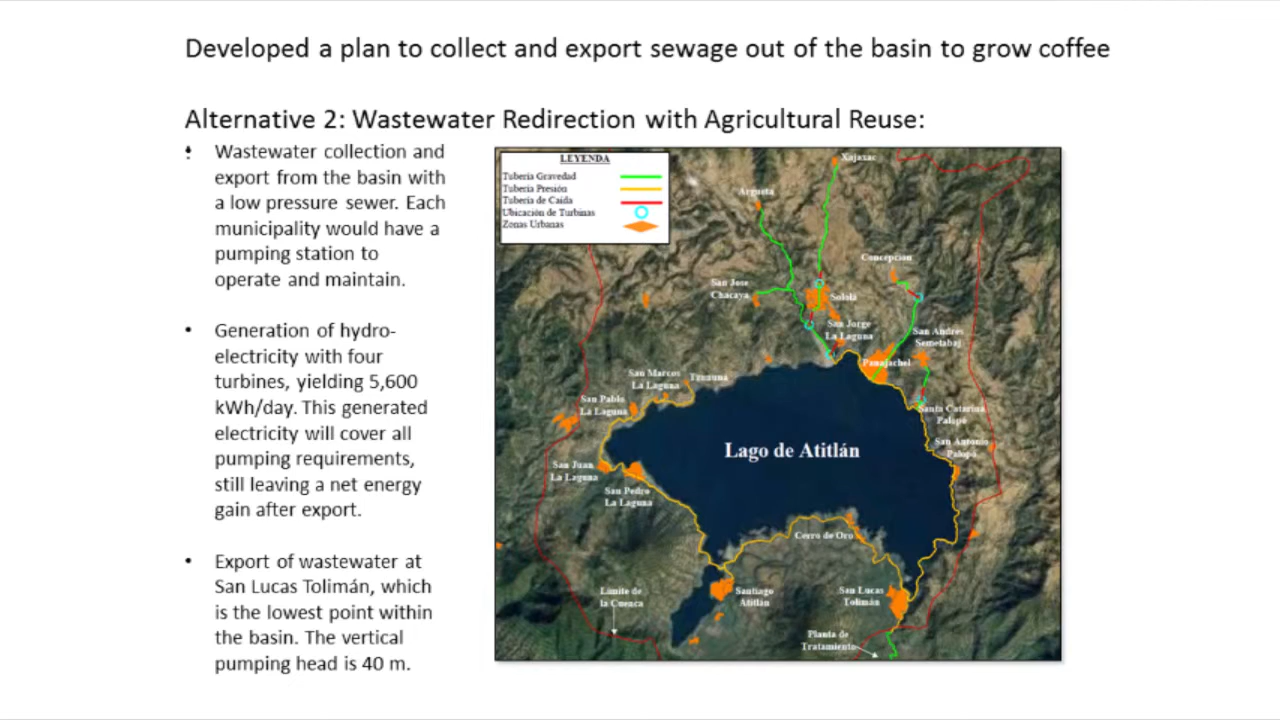 Developed a plan to collect and export sewage out of the basin to grow coffee
Alternative 2: Wastewater Redirection with Agricultural Reuse:
• Wastewater collection and
export from the basin with
a low pressure sewer. Each
municipality would have a
pumping station to
operate and maintain.
• Generation of hydro-
electricity with four
turbines, yielding 5,600
kWh/day. This generated
electricity will cover all
pumping requirements,
still leaving a net energy
gain after export.
• Export of wastewater at
San Lucas Tolimán, which
is the lowest point within
the basin. The vertical
pumping head is 40 m.
LEYENDA
Tubería Gravedad
Tubería Presión
Tubería de Caída
Ubicación de Turbinas
Zonas Urbanas
Xajaxac
Argueta
Concepción
San Jose
Chacaya
Sololá
San Jorge
La Laguna
San Andres
Semetabaj
Panajachel
San Marcos
La Laguna
Tzununa
San Pablo
La Laguna
Santa Catarina
Palopó
San Antonio
Palopó
Lago de Atitlán
San Juan
La Laguna
San Pedro
La Laguna
Cerro de Oro
Limite de
la Cuenca
Santiago
Atitlán
San Lucas
Tolimán
Planta de
Tratamiento